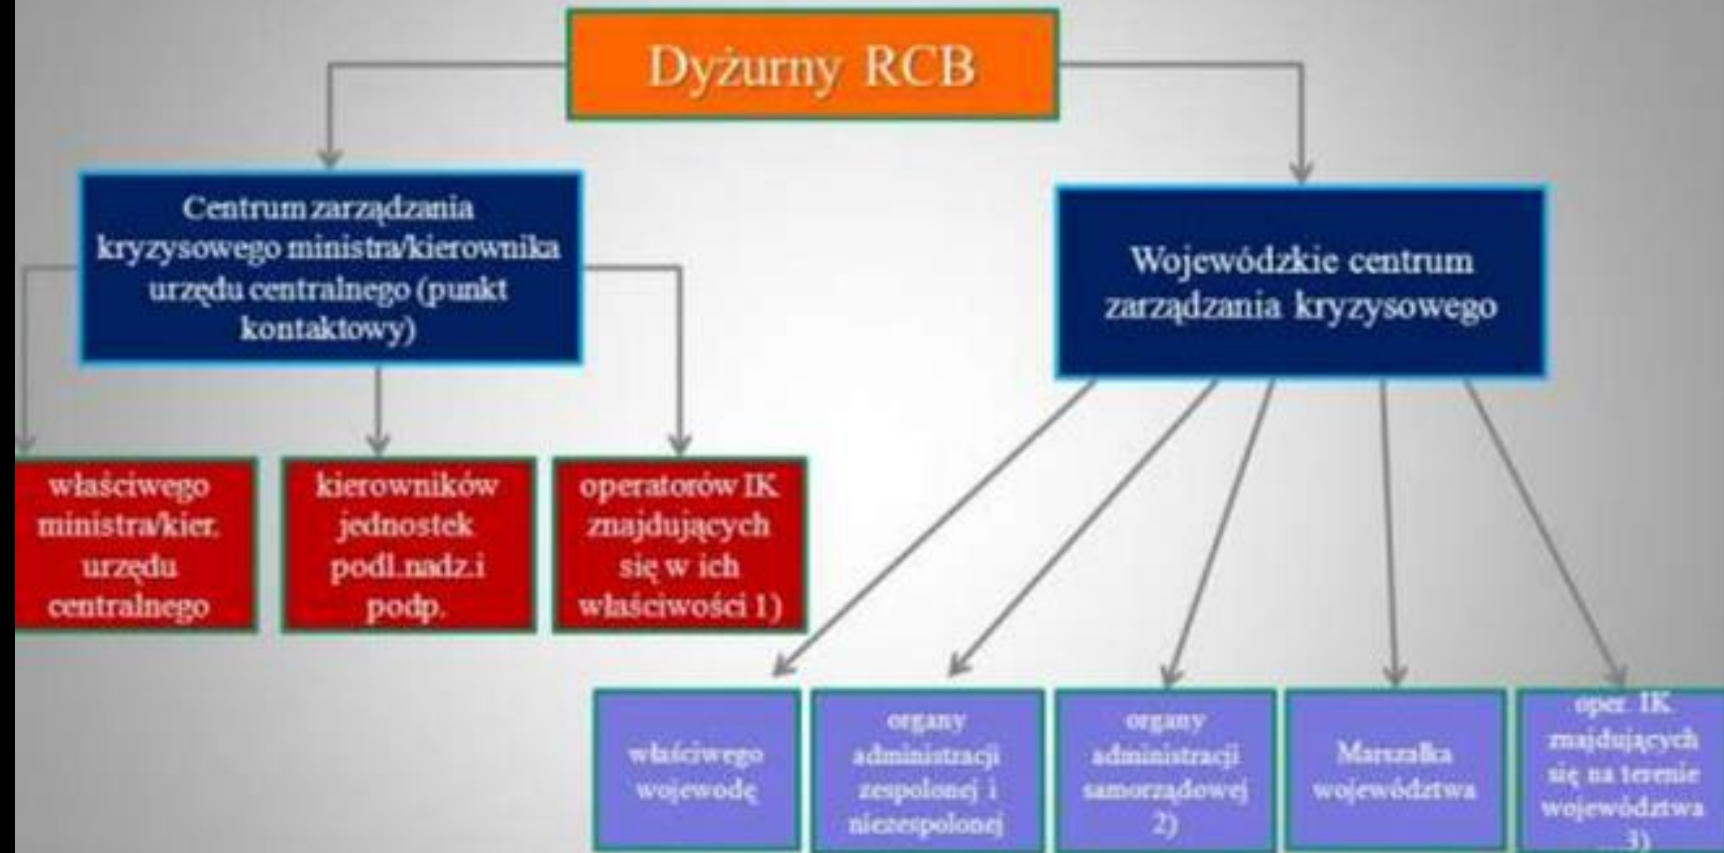 Dyżurny RCB
Centrum zarządzania
kryzysowego ministra/kierownika
urzędu centralnego (punkt
kontaktowy)
Wojewódzkie centrum
zarządzania kryzysowego
właściwego
ministra/kier.
urzędu
centralnego
kierowników
jednostek
podl.nadz.i
podp.
operatorów IK
znajdujących
się w ich
właściwości 1)
właściwego
wojewodę
organy
administracji
zespolonej i
niezespolonej
organy
administracji
samorządowej
2)
Marszałka
województwa
oper. IK
znajdujących
się na terenie
województwa
...3)